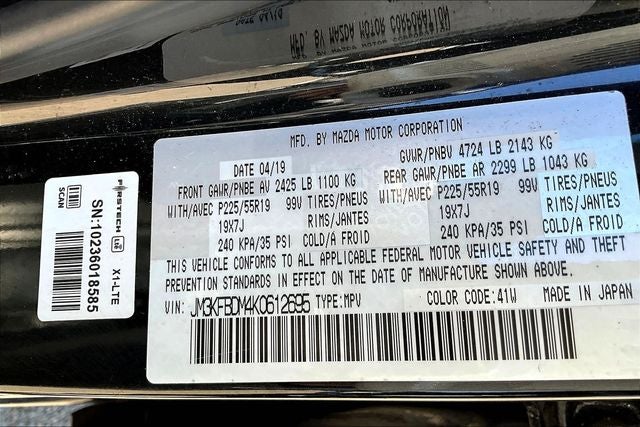 MFD. BY MAZDA MOTOR CORPORATION
DATE 04/19
GVWR/PNBV 4724 LB 2143 KG
FRONT GAWR/PNBE AV 2425 LB 1100 KG
REAR GAWR/PNBE AR 2299 LB 1043 KG
WITH/AVEC P225/55R19 99V TIRES/PNEUS
WITH/AVEC P225/55R19 99V TIRES/PNEUS
19X7J RIMS/JANTES
19X7J RIMS/JANTES
240 KPA/35 PSI COLD/A FROID
240 KPA/35 PSI COLD/A FROID
THIS VEHICLE CONFORMS TO ALL APPLICABLE FEDERAL MOTOR VEHICLE SAFETY AND THEFT
PREVENTION STANDARDS IN EFFECT ON THE DATE OF MANUFACTURE SHOWN ABOVE.
VIN: JM3KFBDM4K0612695 TYPE:MPV COLOR CODE:41W MADE IN JAPAN
FIRSTECH
X1-LTE
SN:10236018585
SCAN